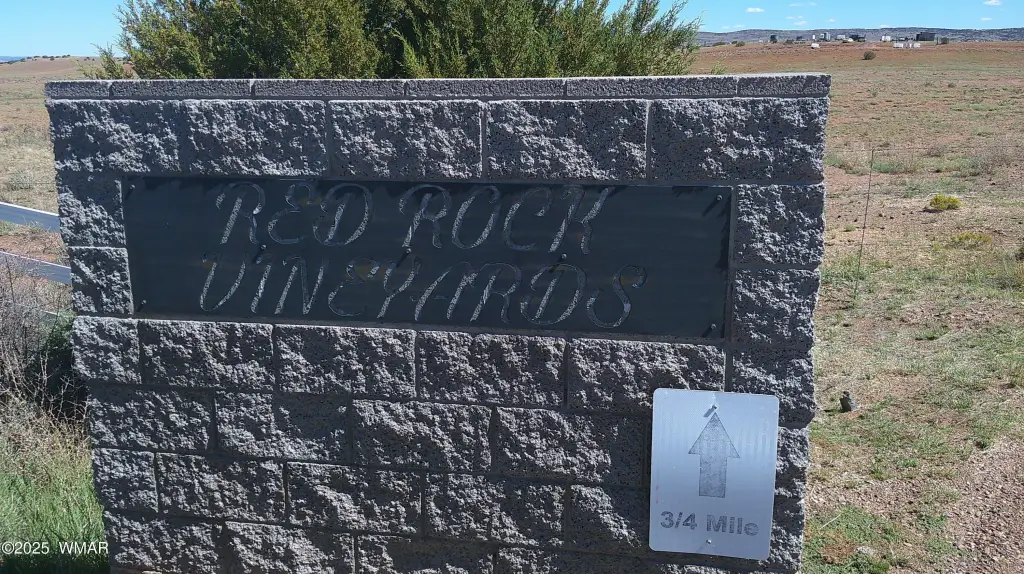 RED ROCK
VINEYARDS
3/4 Mile
©2025 WMAR